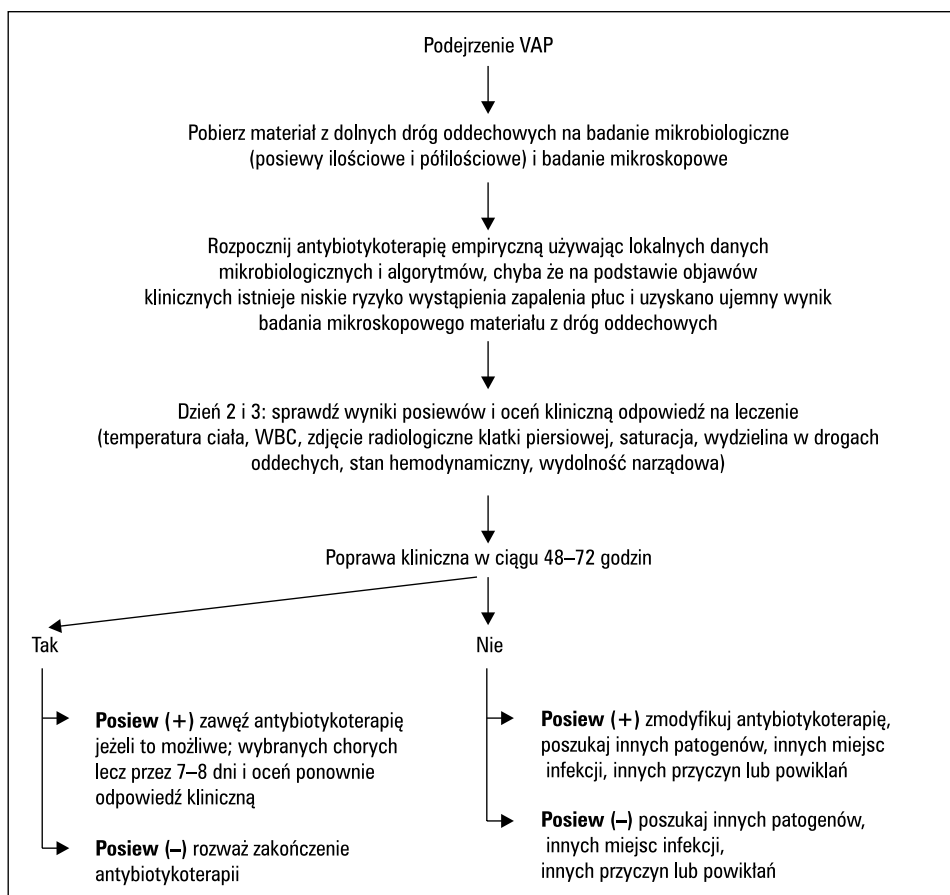 Podejrzenie VAP
Pobierz materiał z dolnych dróg oddechowych na badanie mikrobiologiczne
(posiewy ilościowe i półilościowe) i badanie mikroskopowe
Rozpocznij antybiotykoterapię empiryczną używając lokalnych danych
mikrobiologicznych i algorytmów, chyba że na podstawie objawów
klinicznych istnieje niskie ryzyko wystąpienia zapalenia płuc i uzyskano ujemny wynik
badania mikroskopowego materiału z dróg oddechowych
Dzień 2 i 3: sprawdź wyniki posiewów i oceń kliniczną odpowiedź na leczenie
(temperatura ciała, WBC, zdjęcie radiologiczne klatki piersiowej, saturacja, wydzielina w drogach
oddechych, stan hemodynamiczny, wydolność narządowa)
Poprawa kliniczna w ciągu 48–72 godzin
Tak
Posiew (+) zawęź antybiotykoterapię
jeżeli to możliwe; wybranych chorych
lecz przez 7–8 dni i oceń ponownie
odpowiedź kliniczną
Posiew (–) rozważ zakończenie
antybiotykoterapii
Nie
Posiew (+) zmodyfikuj antybiotykoterapię,
poszukaj innych patogenów, innych miejsc
infekcji, innych przyczyn lub powikłań
Posiew (–) poszukaj innych patogenów,
innych miejsc infekcji,
innych przyczyn lub powikłań